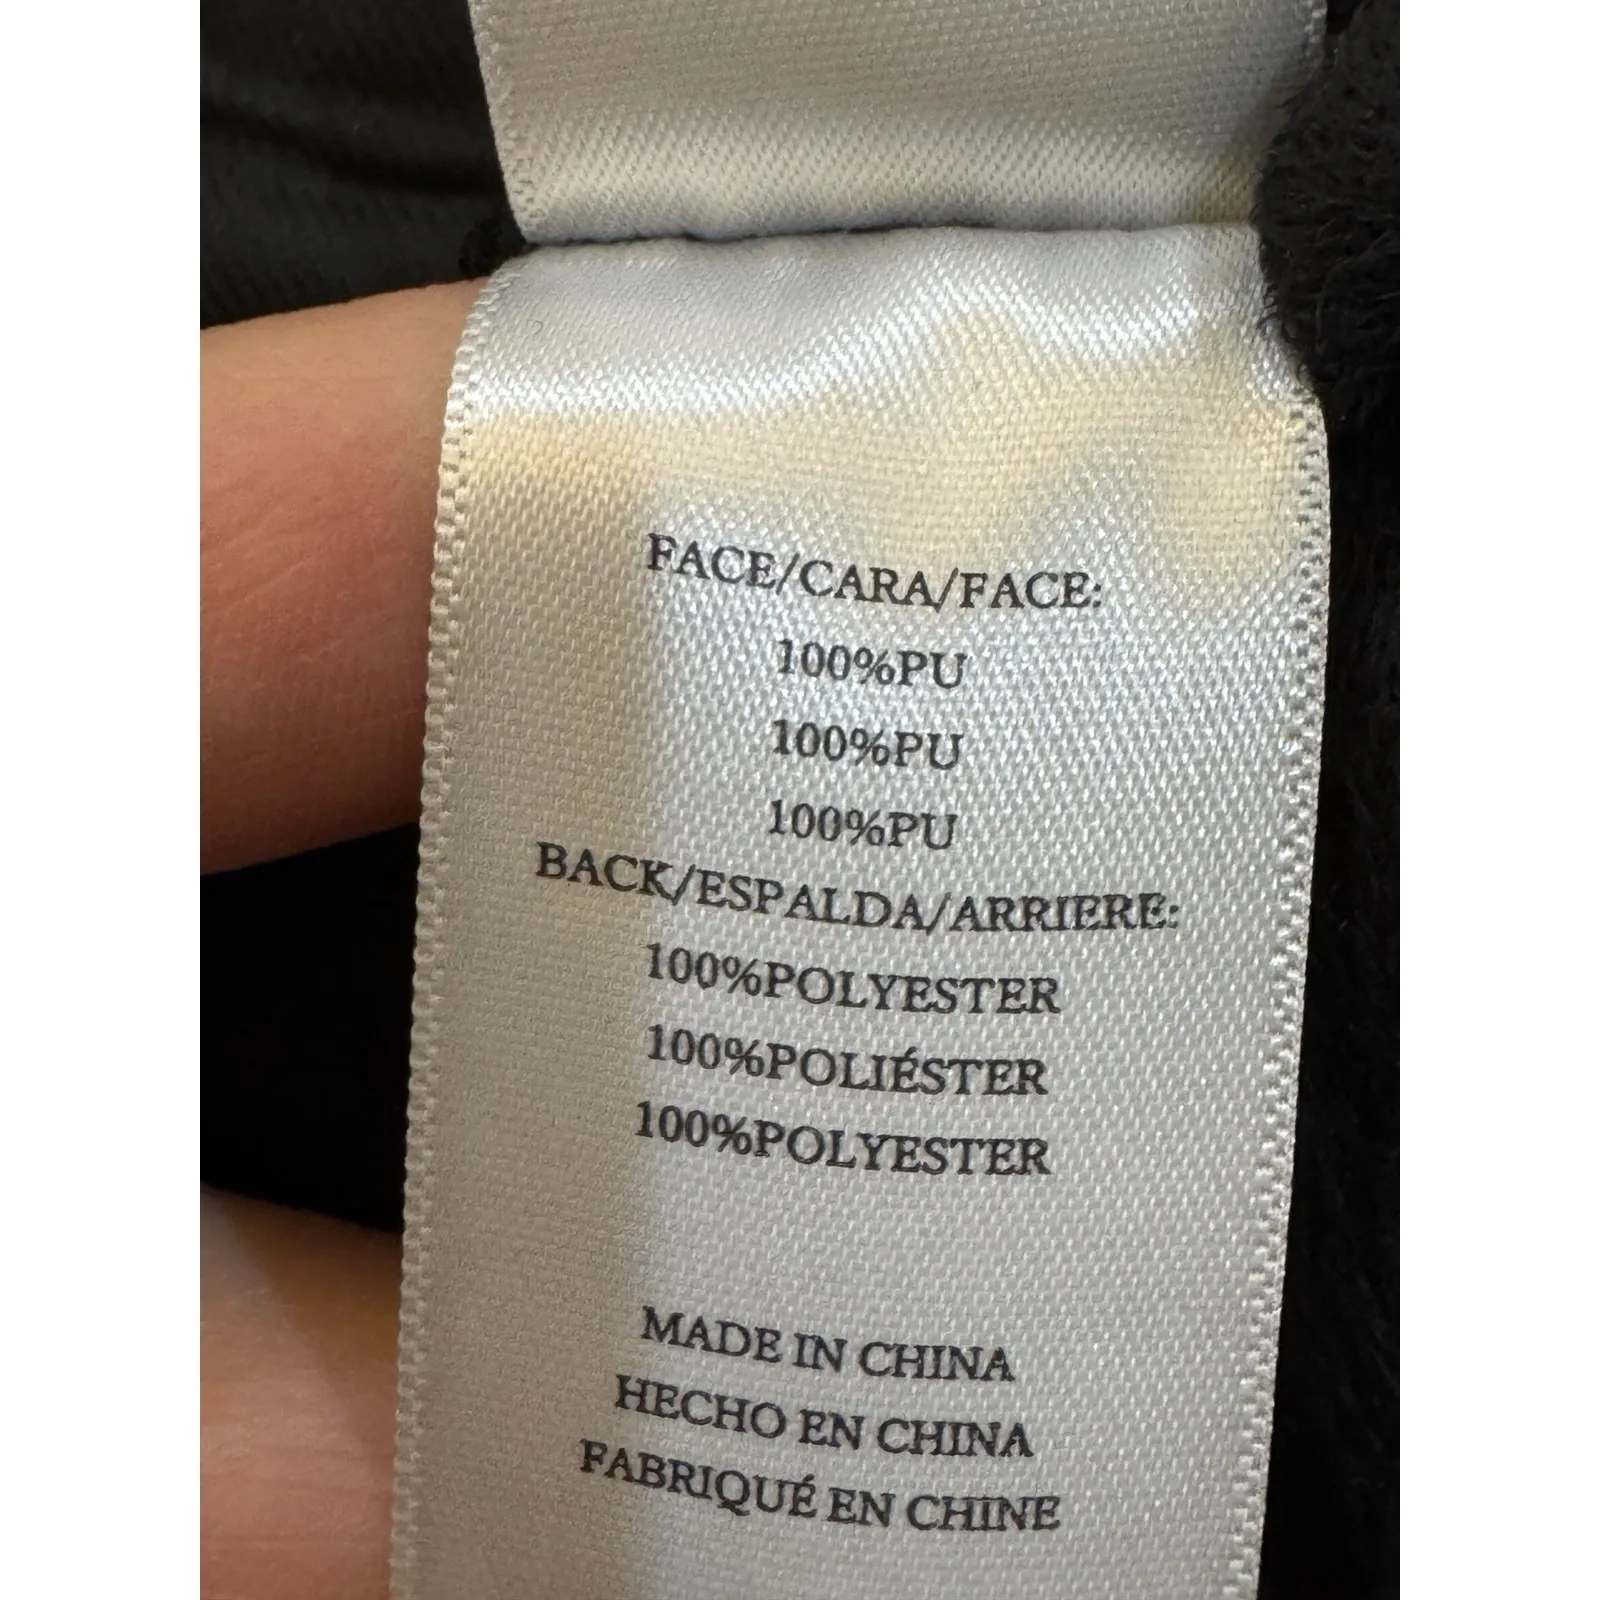 FACE/CARA/FACE:
100%PU
100%PU
100%PU
BACK/ESPALDA/ARRIERE:
100%POLYESTER
100%POLIÉSTER
100%POLYESTER
MADE IN CHINA
HECHO EN CHINA
FABRIQUÉ EN CHINE